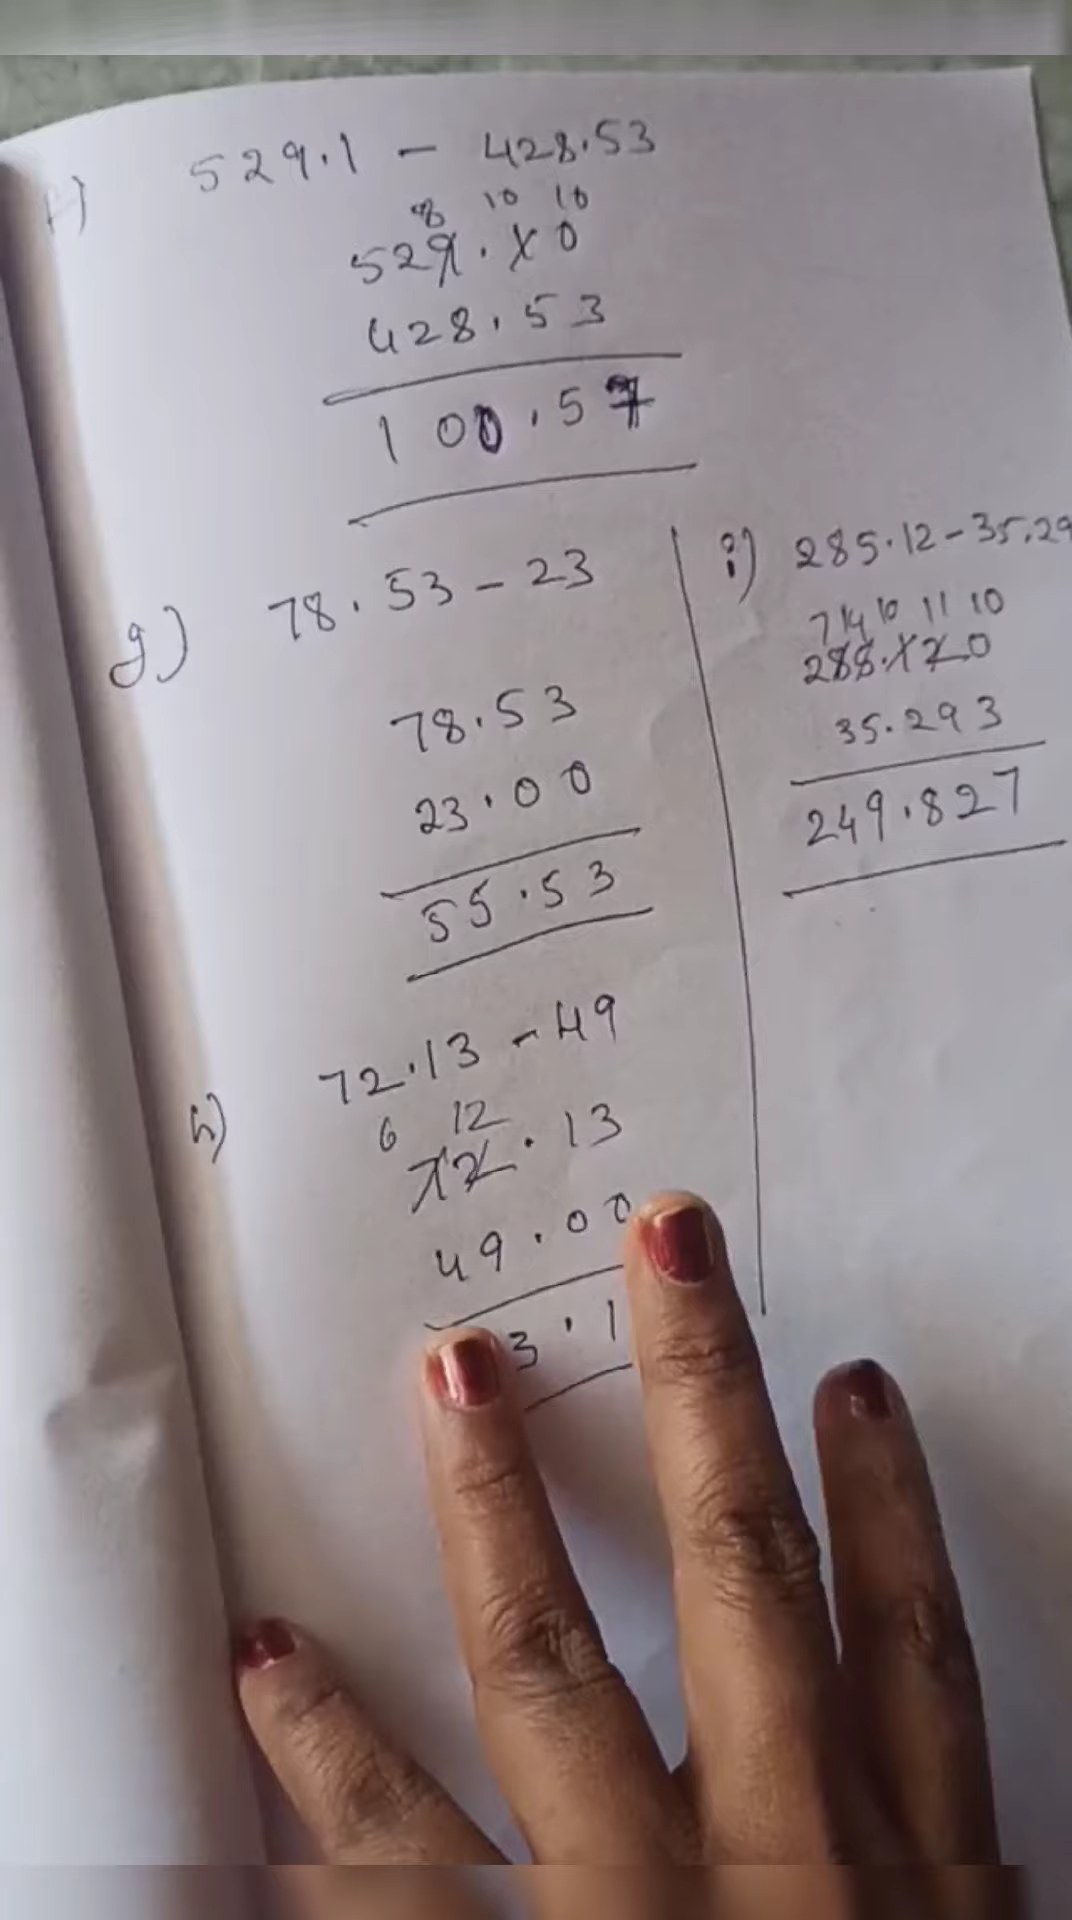 f) 529.1 - 428.53
8 10 10
529.10
428.53
100.57
g) 78.53 - 23
78.53
23.00
55.53
h) 72.13 - 49
6 12
72.13
49.00
3.1
i) 285.12 - 35.29
7 14 10 11 10
285.120
35.293
249.827